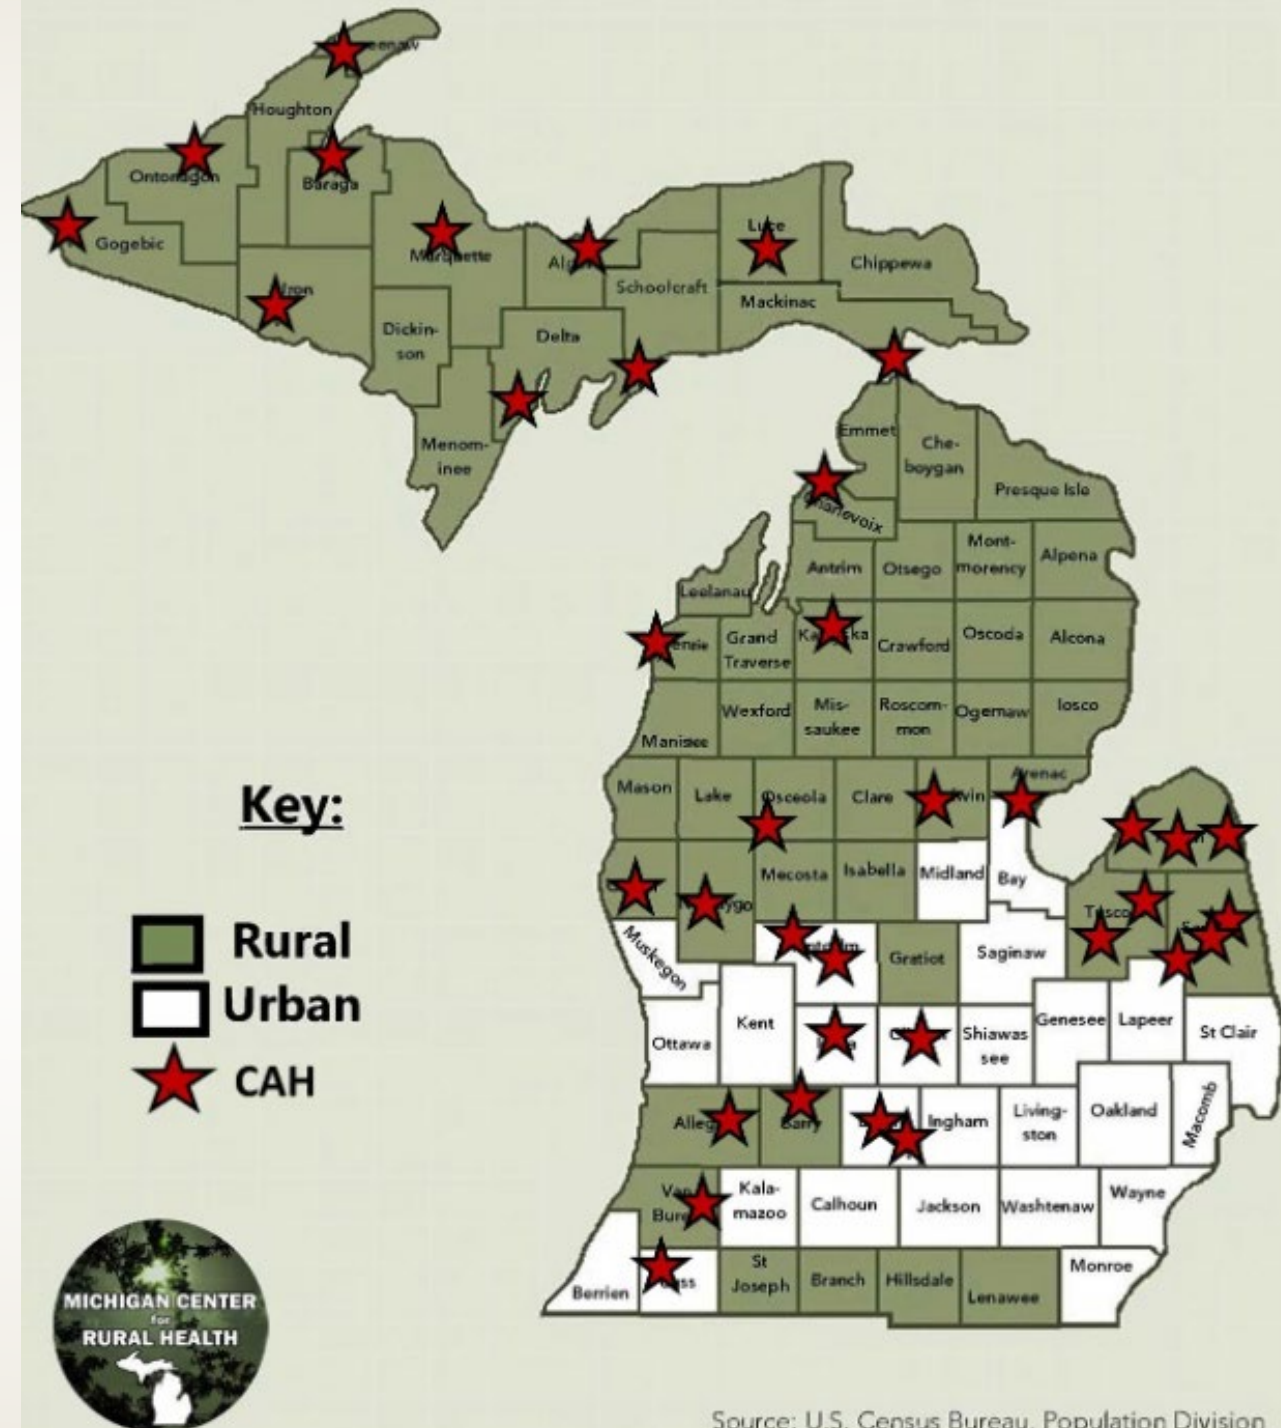 Houghton
Baraga
Gogebic
Iron
Marquette
Luce
Chippewa
Schoolcraft
Mackinac
Dickin-
son
Delta
Menom-
inee
Emmet
Che-
boygan
Presque Isle
Charlevoix
Antrim
Otsego
Mont-
morency
Alpena
Leelanau
Grand
Traverse
Crawford
Oscoda
Alcona
Manistee
Wexford
Mis-
saukee
Roscom-
mon
Ogemaw
Iosco
Mason
Lake
Osceola
Clare
Arenac
Mecosta
Isabella
Midland
Bay
Muskegon
Gratiot
Saginaw
Ottawa
Kent
Shiawas
see
Genesee
Lapeer
St Clair
Barry
Ingham
Living-
ston
Oakland
Macomb
Van
Kala-
mazoo
Calhoun
Jackson
Washtenaw
Wayne
Berrien
St
Joseph
Branch
Hillsdale
Lenawee
Monroe
Key:
Rural
Urban
CAH
MICHIGAN CENTER
for
RURAL HEALTH
Source: U.S. Census Bureau, Population Division